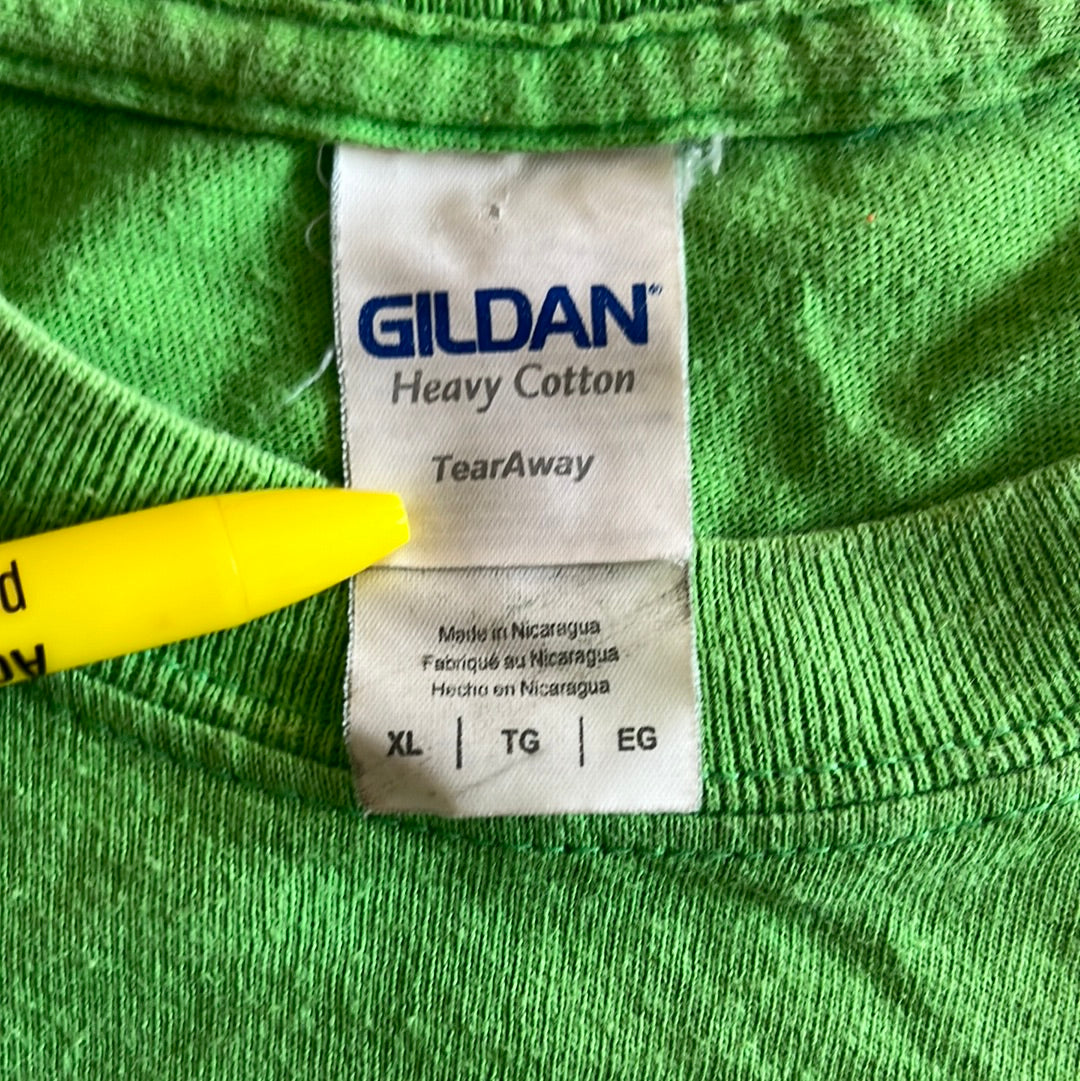 GILDAN
Heavy Cotton
TearAway
Made in Nicaragua
Fabriqué au Nicaragua
Hecho en Nicaragua
XL | TG | EG